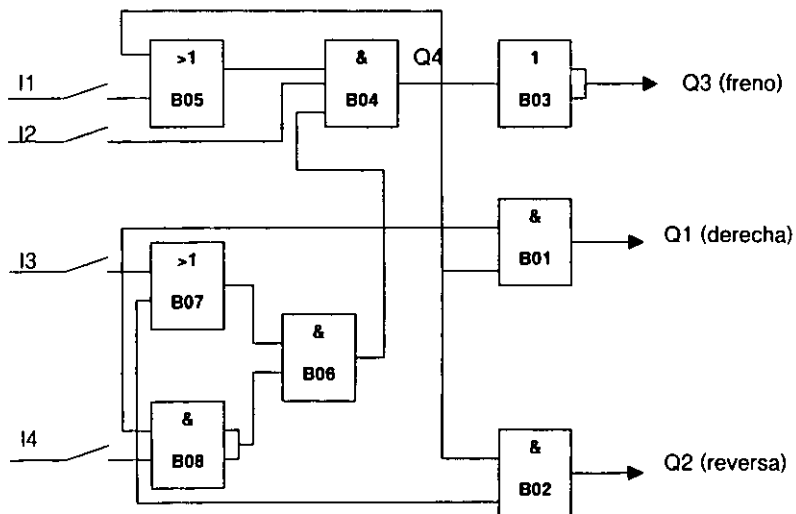 >1
B05
&
B04
Q4
1
B03
Q3 (freno)
I1
I2
&
B01
Q1 (derecha)
I3
>1
B07
&
B06
I4
&
B08
&
B02
Q2 (reversa)